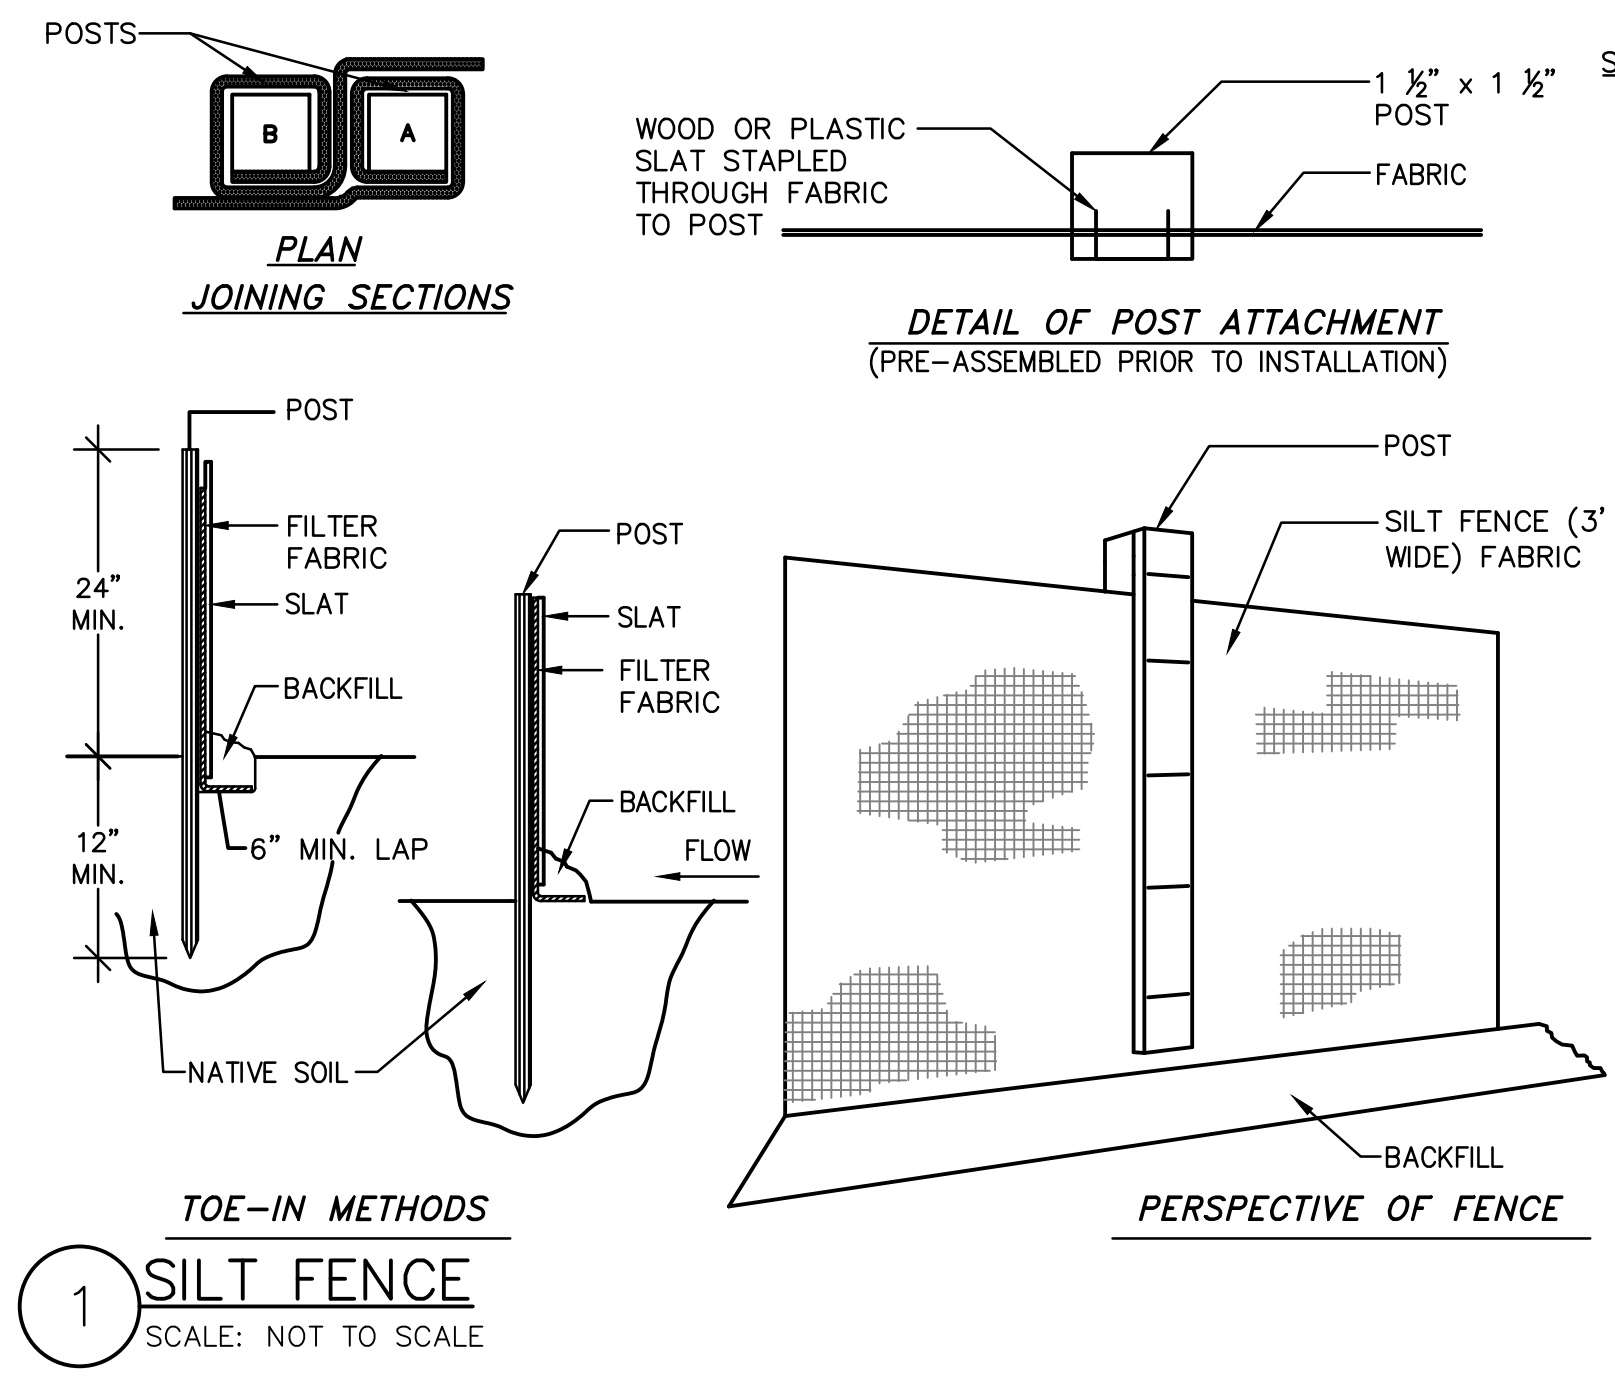 POSTS
B
A
PLAN
JOINING SECTIONS
WOOD OR PLASTIC
SLAT STAPLED
THROUGH FABRIC
TO POST
1 ½" x 1 ½"
POST
FABRIC
S
DETAIL OF POST ATTACHMENT
(PRE-ASSEMBLED PRIOR TO INSTALLATION)
POST
FILTER
FABRIC
SLAT
BACKFILL
24"
MIN.
12"
MIN.
6" MIN. LAP
POST
SLAT
FILTER
FABRIC
BACKFILL
FLOW
NATIVE SOIL
TOE-IN METHODS
POST
SILT FENCE (3'
WIDE) FABRIC
BACKFILL
PERSPECTIVE OF FENCE
1
SILT FENCE
SCALE: NOT TO SCALE